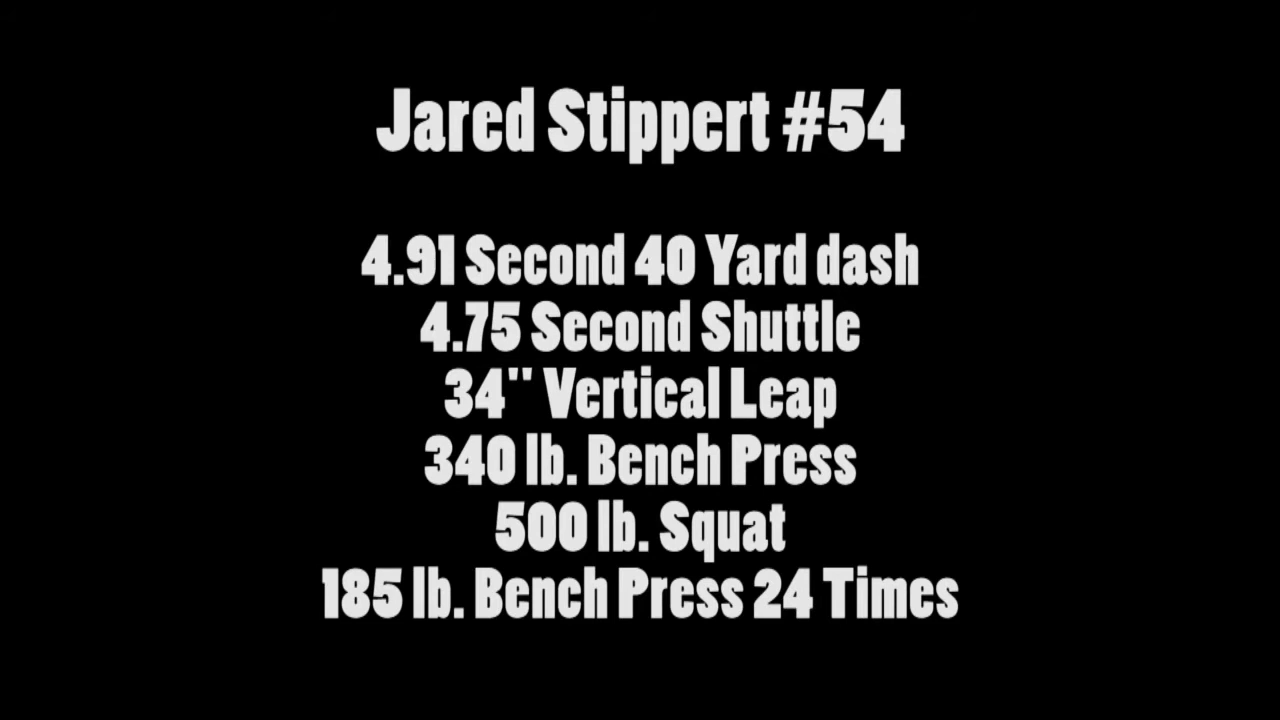 Jared Stippert #54
4.91 Second 40 Yard dash
4.75 Second Shuttle
34" Vertical Leap
340 lb. Bench Press
500 lb. Squat
185 lb. Bench Press 24 Times